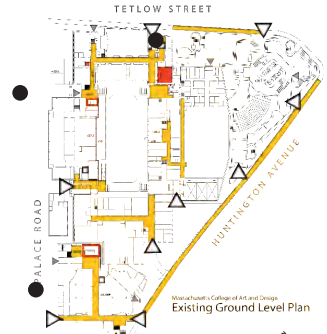 TETLOW STREET
HUNTINGTON AVENUE
PALACE ROAD
Massachusetts College of Art and Design
Existing Ground Level Plan